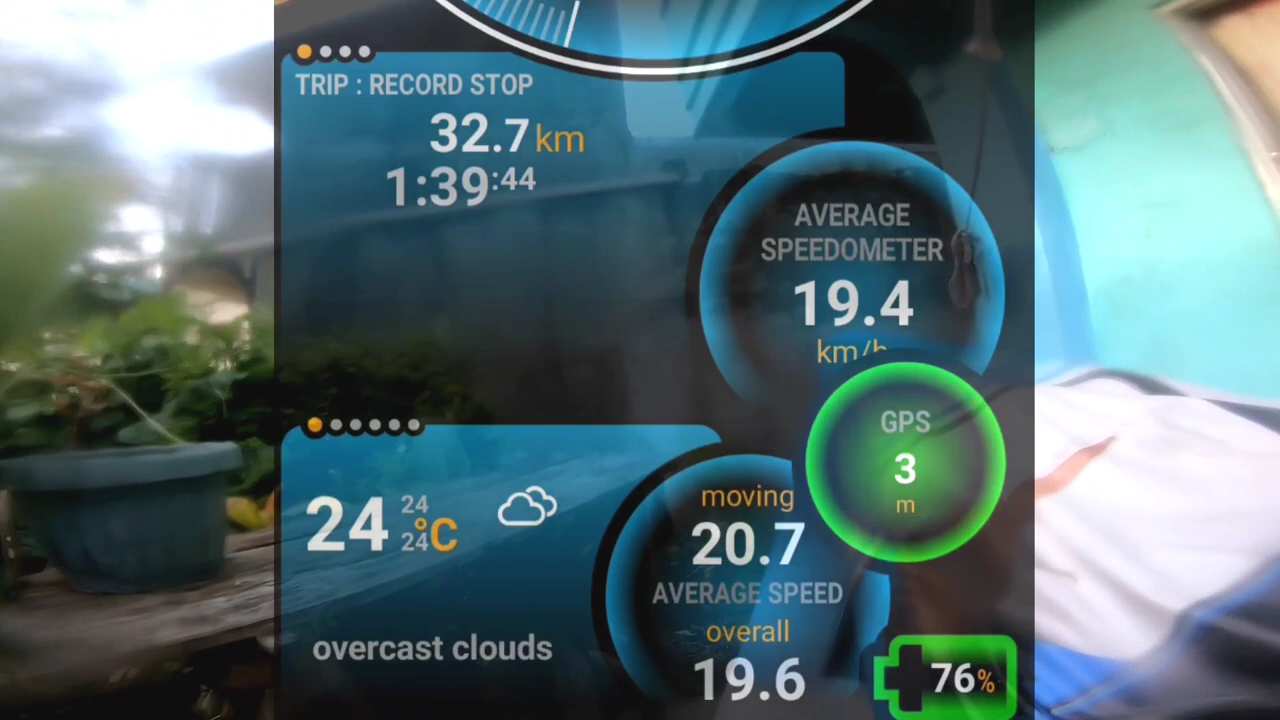 TRIP : RECORD STOP
32.7 km
1:39:44
AVERAGE
SPEEDOMETER
19.4
km/h
GPS
3
m
24 24 °C
24
overcast clouds
moving
20.7
AVERAGE SPEED
overall
19.6
76%